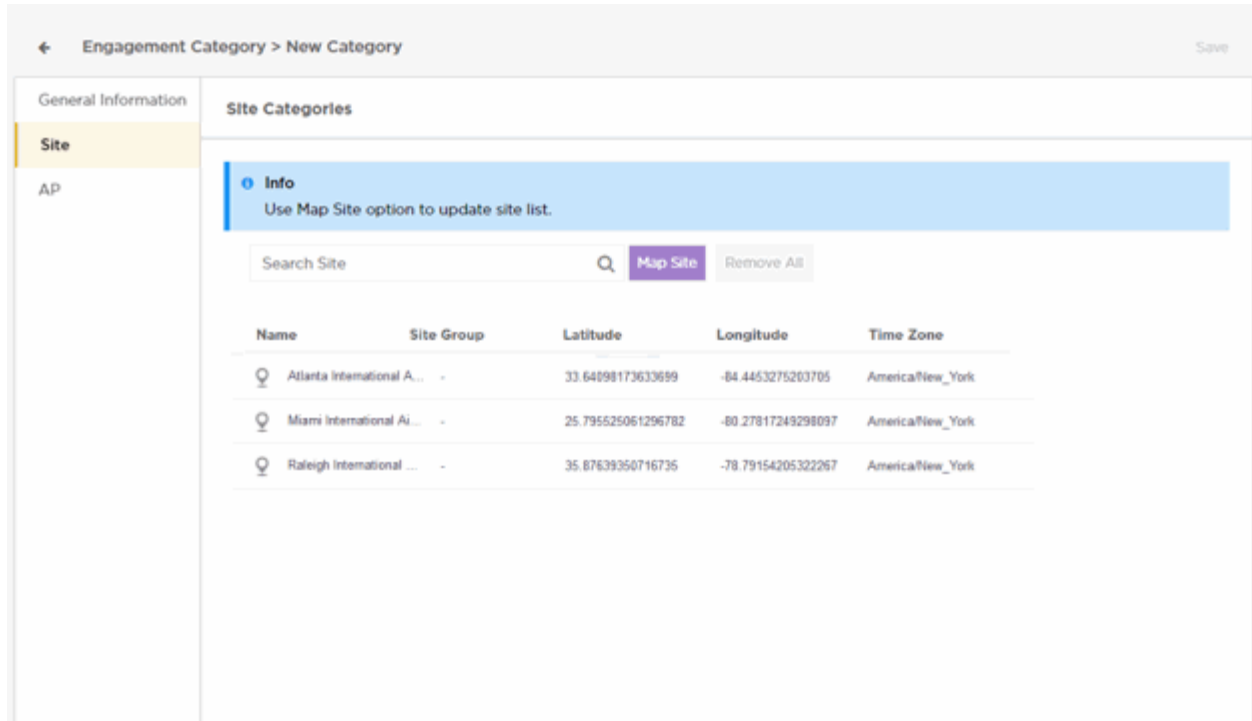 Engagement Category > New Category Save
General Information
Site
AP
Site Categories
Info
Use Map Site option to update site list.
Search Site Map Site Remove All
Name Site Group Latitude Longitude Time Zone
Atlanta International A... - 33.64098173633699 -84.4453275203705 America/New_York
Miami International Ai... - 25.795525061296782 -80.27817249298097 America/New_York
Raleigh International ... - 35.87639350716735 -78.79154205322267 America/New_York